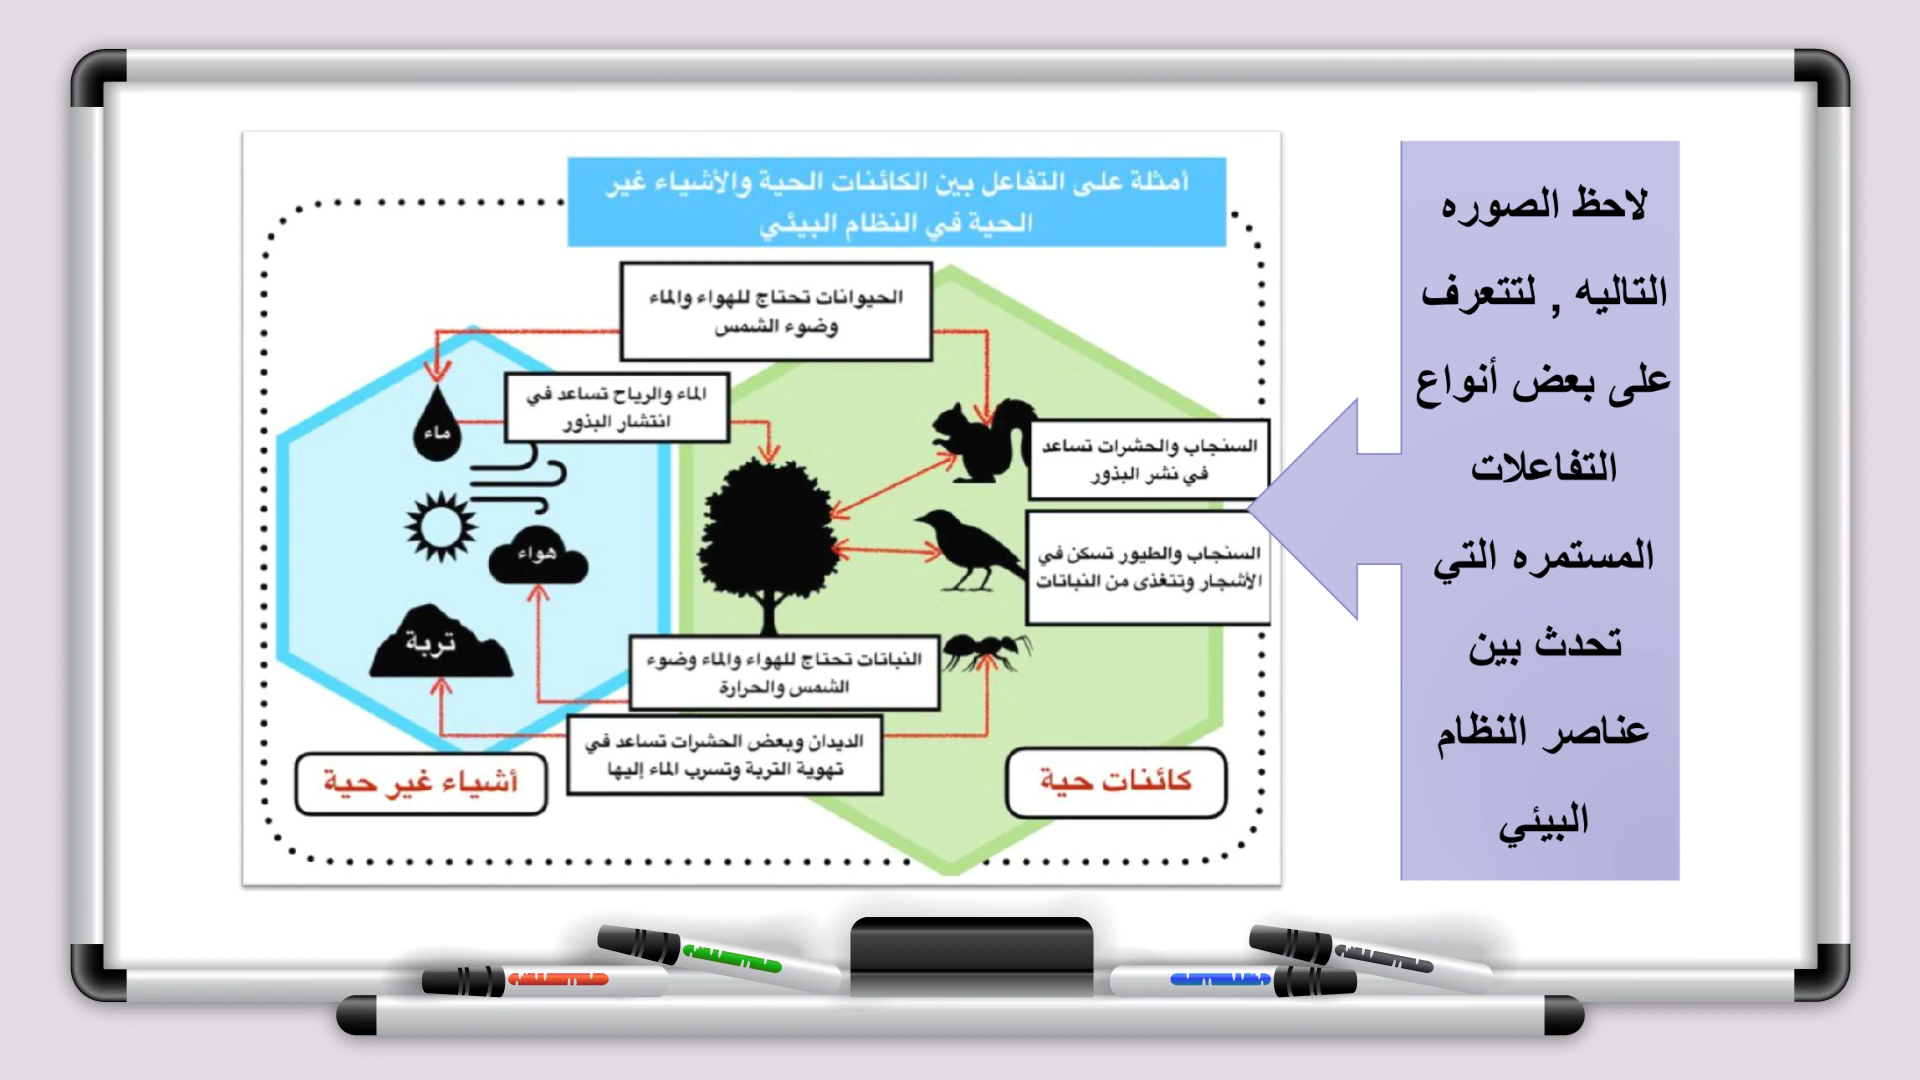 لاحظ الصوره
التاليه , لتتعرف
على بعض أنواع
التفاعلات
المستمره التي
تحدث بين
عناصر النظام
البيئي
أمثلة على التفاعل بين الكائنات الحية والأشياء غير
الحية في النظام البيئي
الحيوانات تحتاج للهواء والماء
وضوء الشمس
الماء والرياح تساعد في
انتشار البذور
السنجاب والحشرات تساعد
في نشر البذور
السنجاب والطيور تسكن في
الأشجار وتتغذى من النباتات
ماء
هواء
تربة
النباتات تحتاج للهواء والماء وضوء
الشمس والحرارة
الديدان وبعض الحشرات تساعد في
تهوية التربة وتسرب الماء إليها
كائنات حية
أشياء غير حية